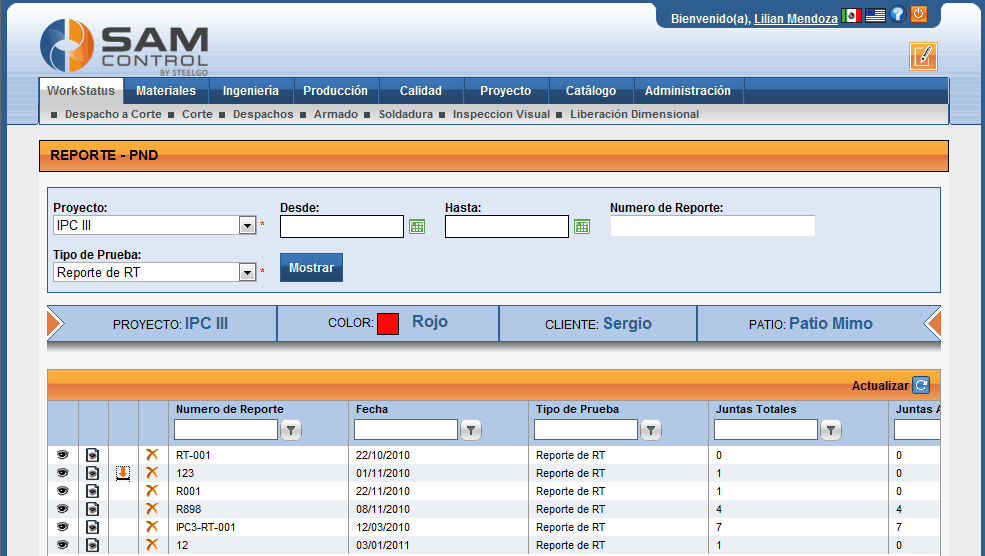 Bienvenido(a), Lilian Mendoza
SAM
CONTROL
BY STEELGO
WorkStatus Materiales Ingeniería Producción Calidad Proyecto Catálogo Administración
Despacho a Corte Corte Despachos Armado Soldadura Inspeccion Visual Liberación Dimensional
REPORTE - PND
Proyecto: Desde: Hasta: Numero de Reporte:
IPC III *
Tipo de Prueba:
Reporte de RT * Mostrar
PROYECTO: IPC III COLOR: Rojo CLIENTE: Sergio PATIO: Patio Mimo
Actualizar
Numero de Reporte Fecha Tipo de Prueba Juntas Totales Juntas A
RT-001 22/10/2010 Reporte de RT 0 0
123 01/11/2010 Reporte de RT 1 0
R001 22/11/2010 Reporte de RT 1 0
R898 08/11/2010 Reporte de RT 4 4
IPC3-RT-001 12/03/2010 Reporte de RT 7 7
12 03/01/2011 Reporte de RT 1 0